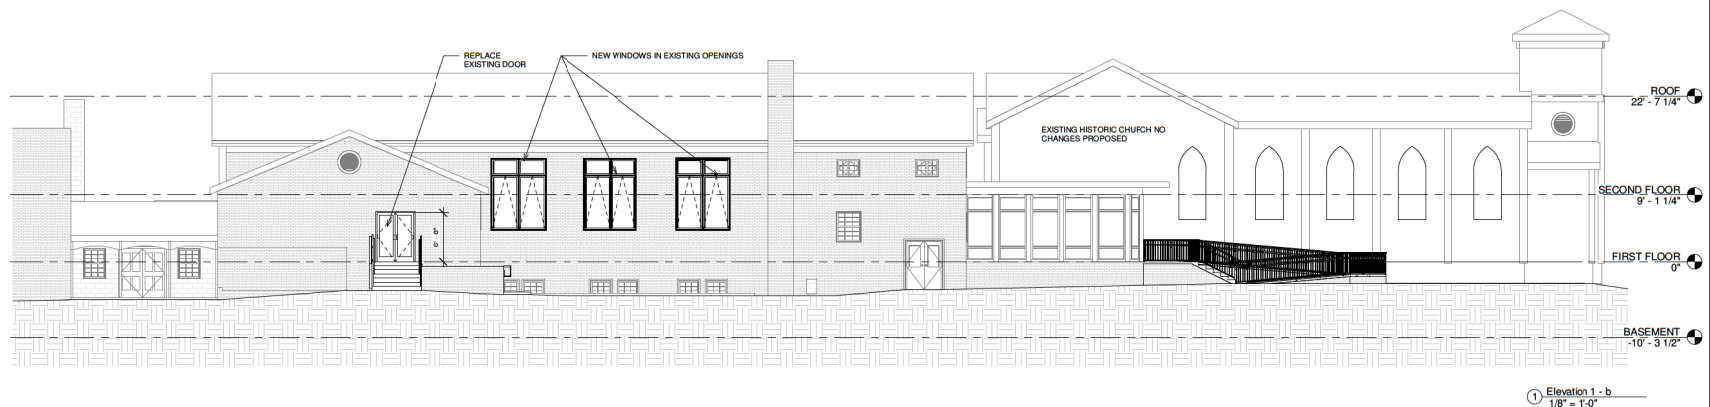 REPLACE
EXISTING DOOR
NEW WINDOWS IN EXISTING OPENINGS
ROOF
22' - 7 1/4"
EXISTING HISTORIC CHURCH NO
CHANGES PROPOSED
SECOND FLOOR
9' - 1 1/4"
FIRST FLOOR
0"
BASEMENT
-10' - 3 1/2"
1
Elevation 1 - b
1/8" = 1'-0"